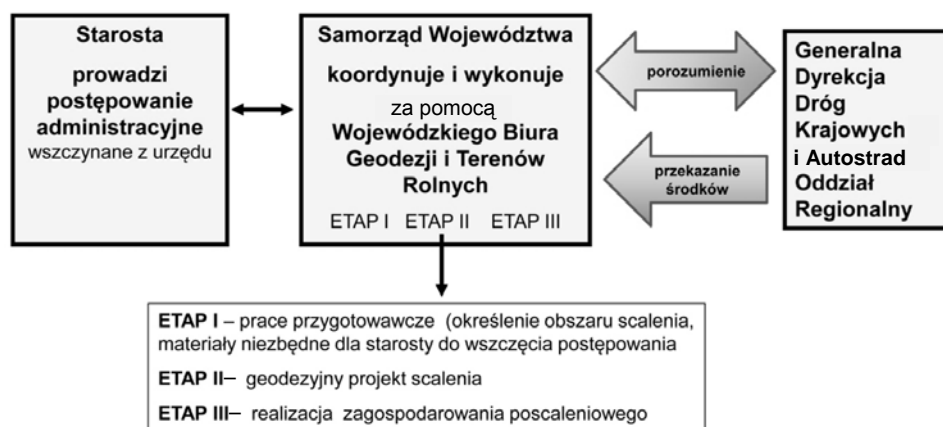 Starosta
prowadzi
postępowanie
administracyjne
wszczynane z urzędu
Samorząd Województwa
koordynuje i wykonuje
za pomocą
Wojewódzkiego Biura
Geodezji i Terenów
Rolnych
ETAP I ETAP II ETAP III
porozumienie
przekazanie
środków
Generalna
Dyrekcja
Dróg
Krajowych
i Autostrad
Oddział
Regionalny
ETAP I – prace przygotowawcze (określenie obszaru scalenia,
materiały niezbędne dla starosty do wszczęcia postępowania
ETAP II– geodezyjny projekt scalenia
ETAP III– realizacja zagospodarowania poscaleniowego